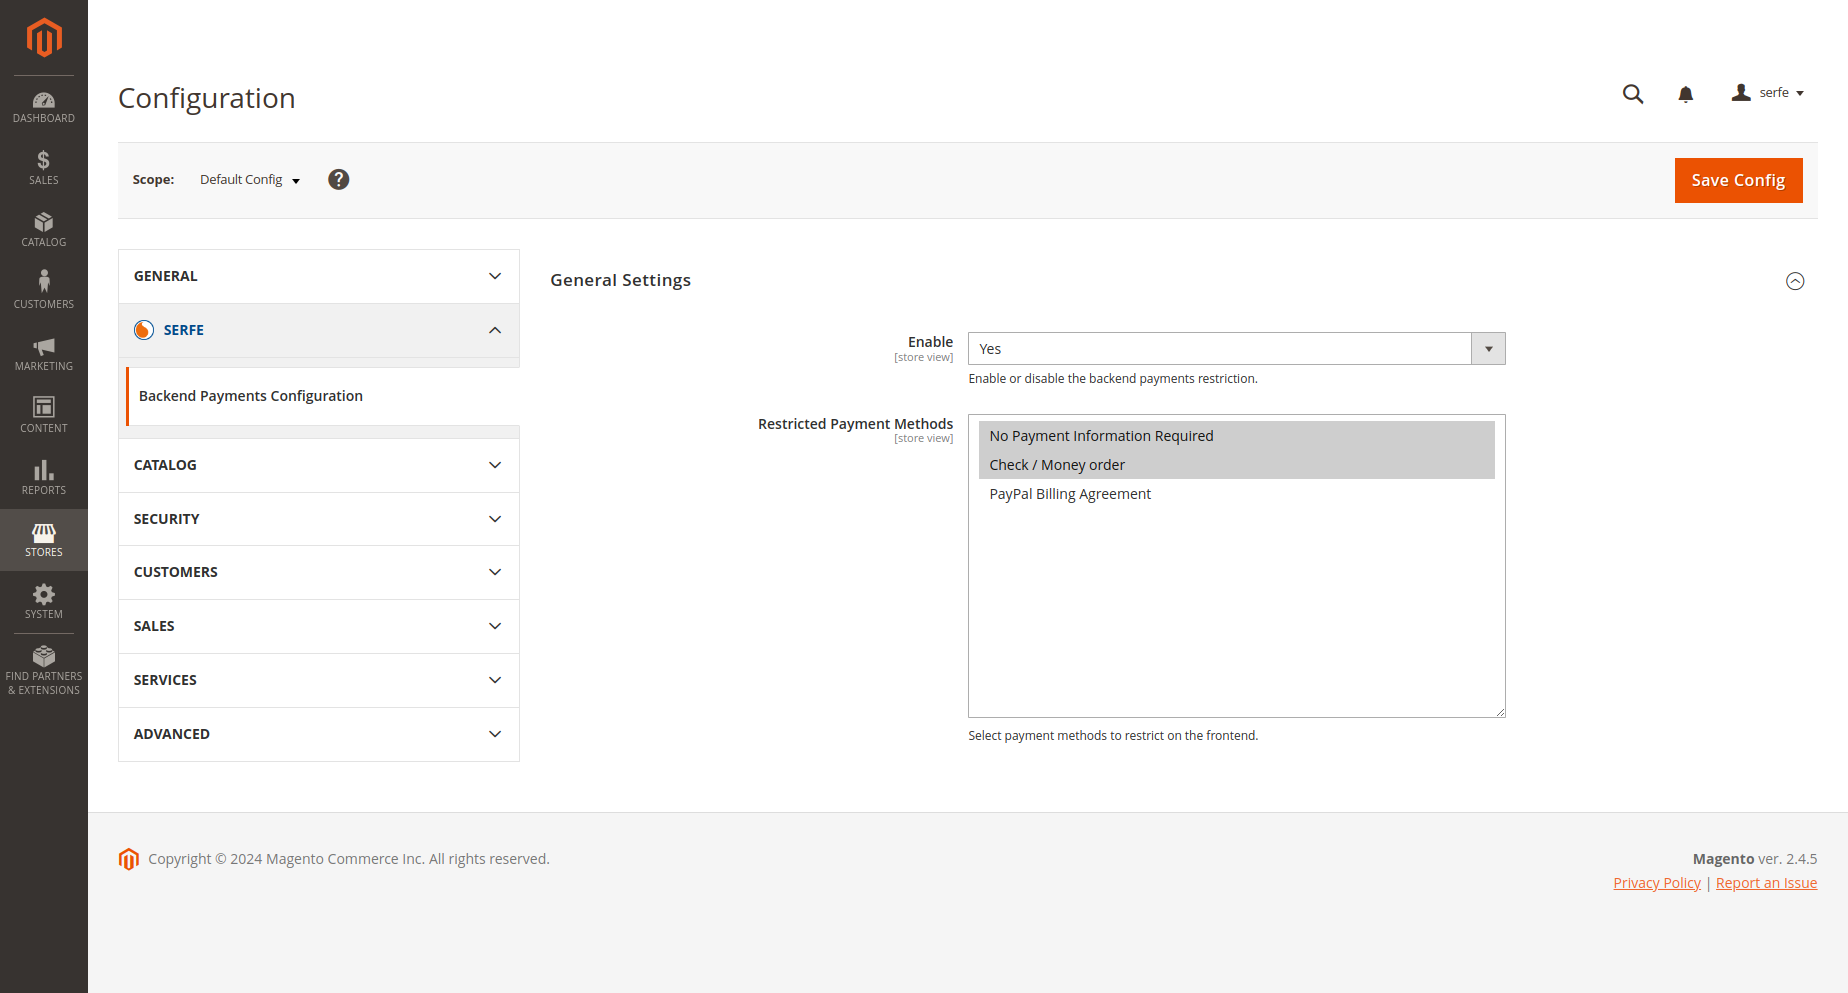 DASHBOARD
SALES
CATALOG
CUSTOMERS
MARKETING
CONTENT
REPORTS
STORES
SYSTEM
FIND PARTNERS
& EXTENSIONS
Configuration
serfe
Scope: Default Config ?
Save Config
GENERAL
SERFE
Backend Payments Configuration
CATALOG
SECURITY
CUSTOMERS
SALES
SERVICES
ADVANCED
General Settings
Enable
[store view]
Yes
Enable or disable the backend payments restriction.
Restricted Payment Methods
[store view]
No Payment Information Required
Check / Money order
PayPal Billing Agreement
Select payment methods to restrict on the frontend.
Copyright © 2024 Magento Commerce Inc. All rights reserved.
Magento ver. 2.4.5
Privacy Policy | Report an Issue